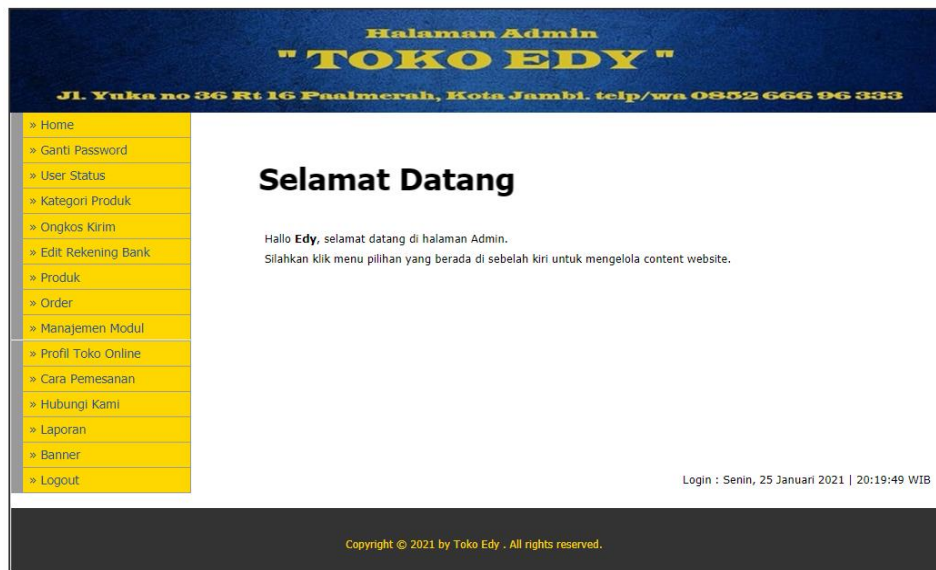 Halaman Admin
" TOKO EDY "
Jl. Yuka no 36 Rt 16 Paalmerah, Kota Jambi. telp/wa 0852 666 96 333
» Home
» Ganti Password
» User Status
» Kategori Produk
» Ongkos Kirim
» Edit Rekening Bank
» Produk
» Order
» Manajemen Modul
» Profil Toko Online
» Cara Pemesanan
» Hubungi Kami
» Laporan
» Banner
» Logout
Selamat Datang
Hallo Edy, selamat datang di halaman Admin.
Silahkan klik menu pilihan yang berada di sebelah kiri untuk mengelola content website.
Login : Senin, 25 Januari 2021 | 20:19:49 WIB
Copyright © 2021 by Toko Edy . All rights reserved.